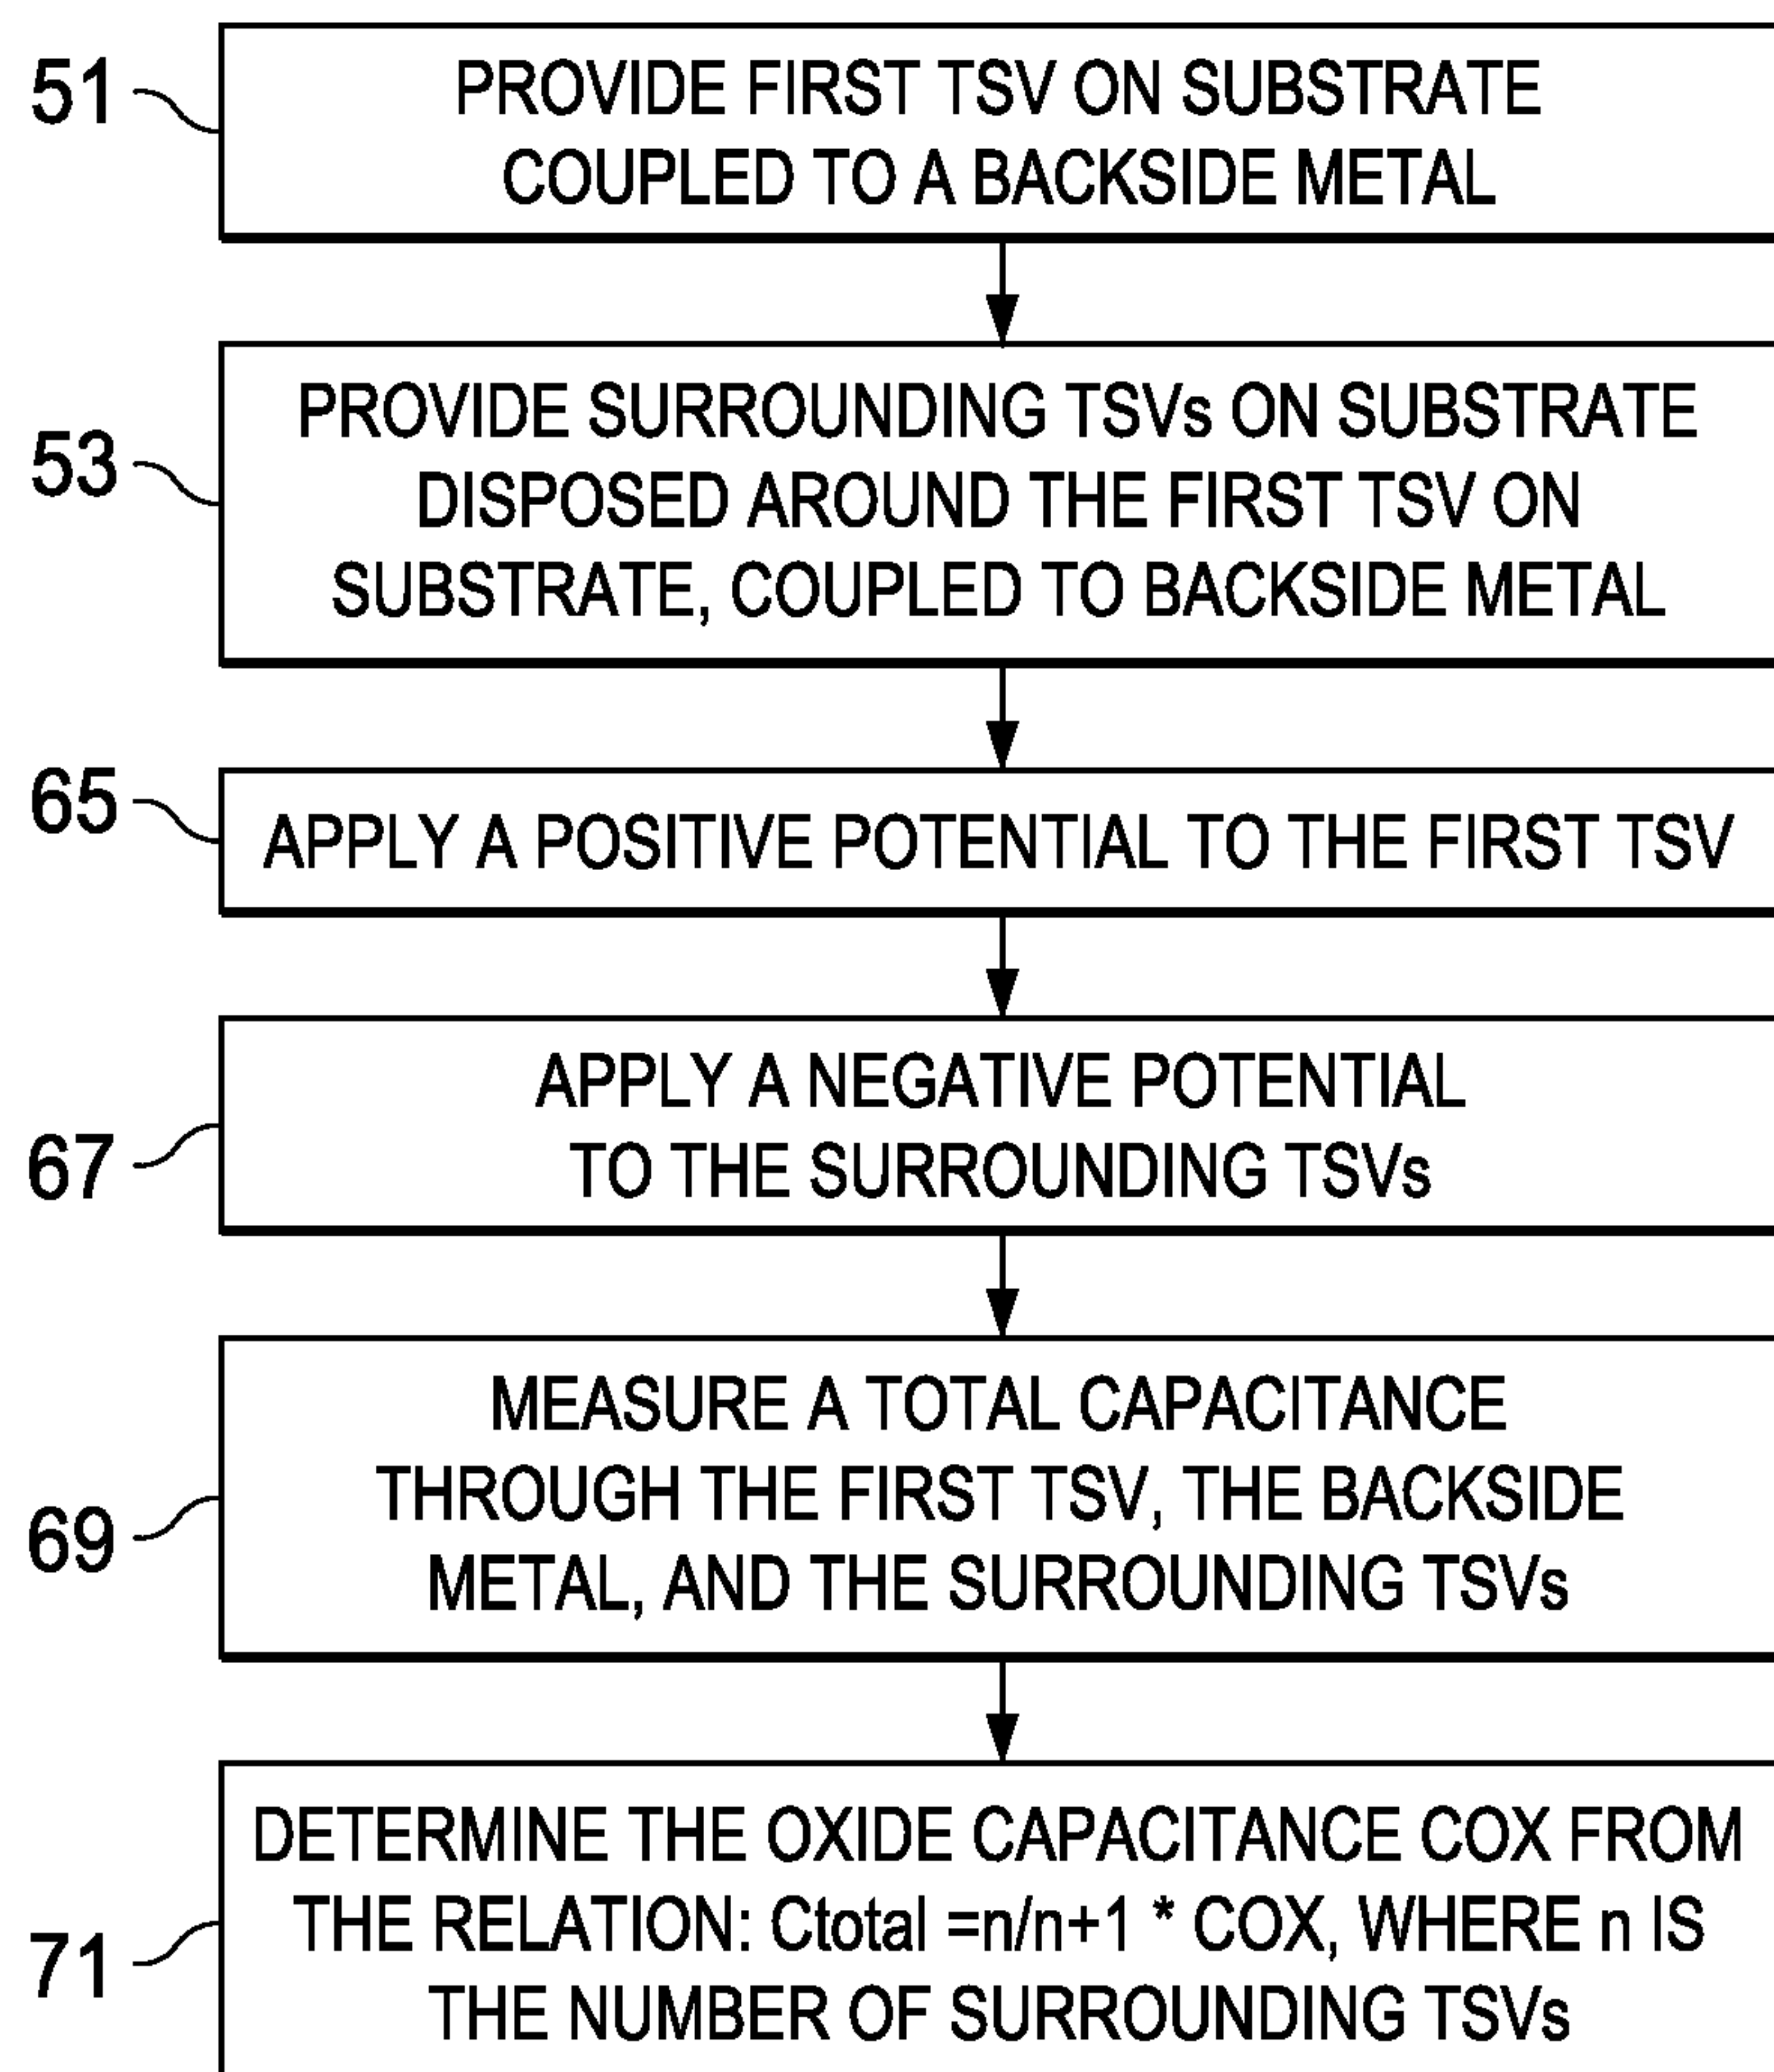 51
PROVIDE FIRST TSV ON SUBSTRATE
COUPLED TO A BACKSIDE METAL
53
PROVIDE SURROUNDING TSVs ON SUBSTRATE
DISPOSED AROUND THE FIRST TSV ON
SUBSTRATE, COUPLED TO BACKSIDE METAL
65
APPLY A POSITIVE POTENTIAL TO THE FIRST TSV
67
APPLY A NEGATIVE POTENTIAL
TO THE SURROUNDING TSVs
69
MEASURE A TOTAL CAPACITANCE
THROUGH THE FIRST TSV, THE BACKSIDE
METAL, AND THE SURROUNDING TSVs
71
DETERMINE THE OXIDE CAPACITANCE COX FROM
THE RELATION: Ctotal =n/n+1 * COX, WHERE n IS
THE NUMBER OF SURROUNDING TSVs